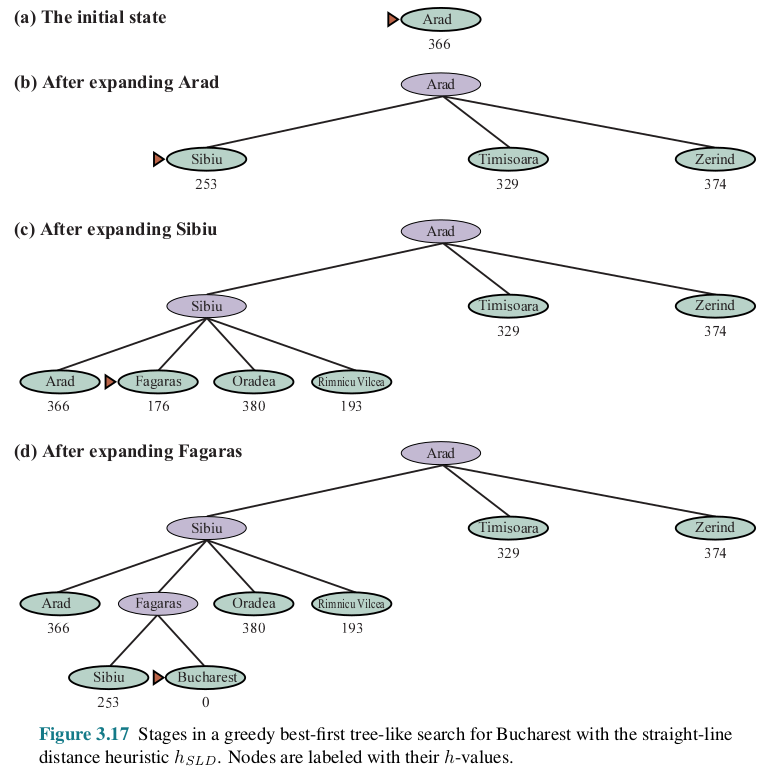 (a) The initial state
Arad
366
(b) After expanding Arad
Arad
Sibiu Timisoara Zerind
253 329 374
(c) After expanding Sibiu
Arad
Sibiu Timisoara Zerind
329 374
Arad Fagaras Oradea Rimnicu Vilcea
366 176 380 193
(d) After expanding Fagaras
Arad
Sibiu Timisoara Zerind
329 374
Arad Fagaras Oradea Rimnicu Vilcea
366 380 193
Sibiu Bucharest
253 0
Figure 3.17 Stages in a greedy best-first tree-like search for Bucharest with the straight-line
distance heuristic hSLD. Nodes are labeled with their h-values.